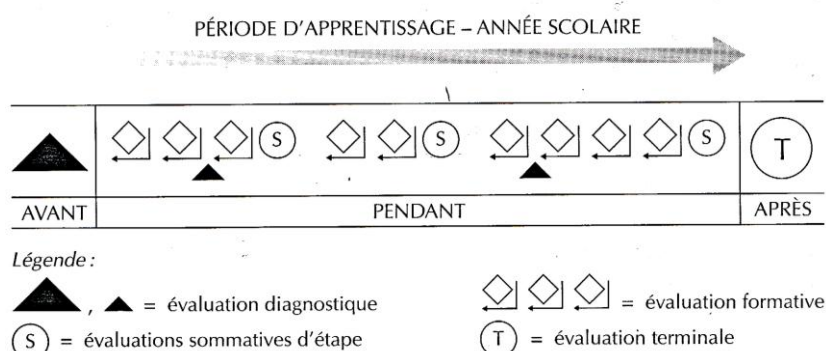 PÉRIODE D'APPRENTISSAGE – ANNÉE SCOLAIRE
S S S T
AVANT PENDANT APRÈS
Légende :
, = évaluation diagnostique = évaluation formative
S = évaluations sommatives d'étape T = évaluation terminale